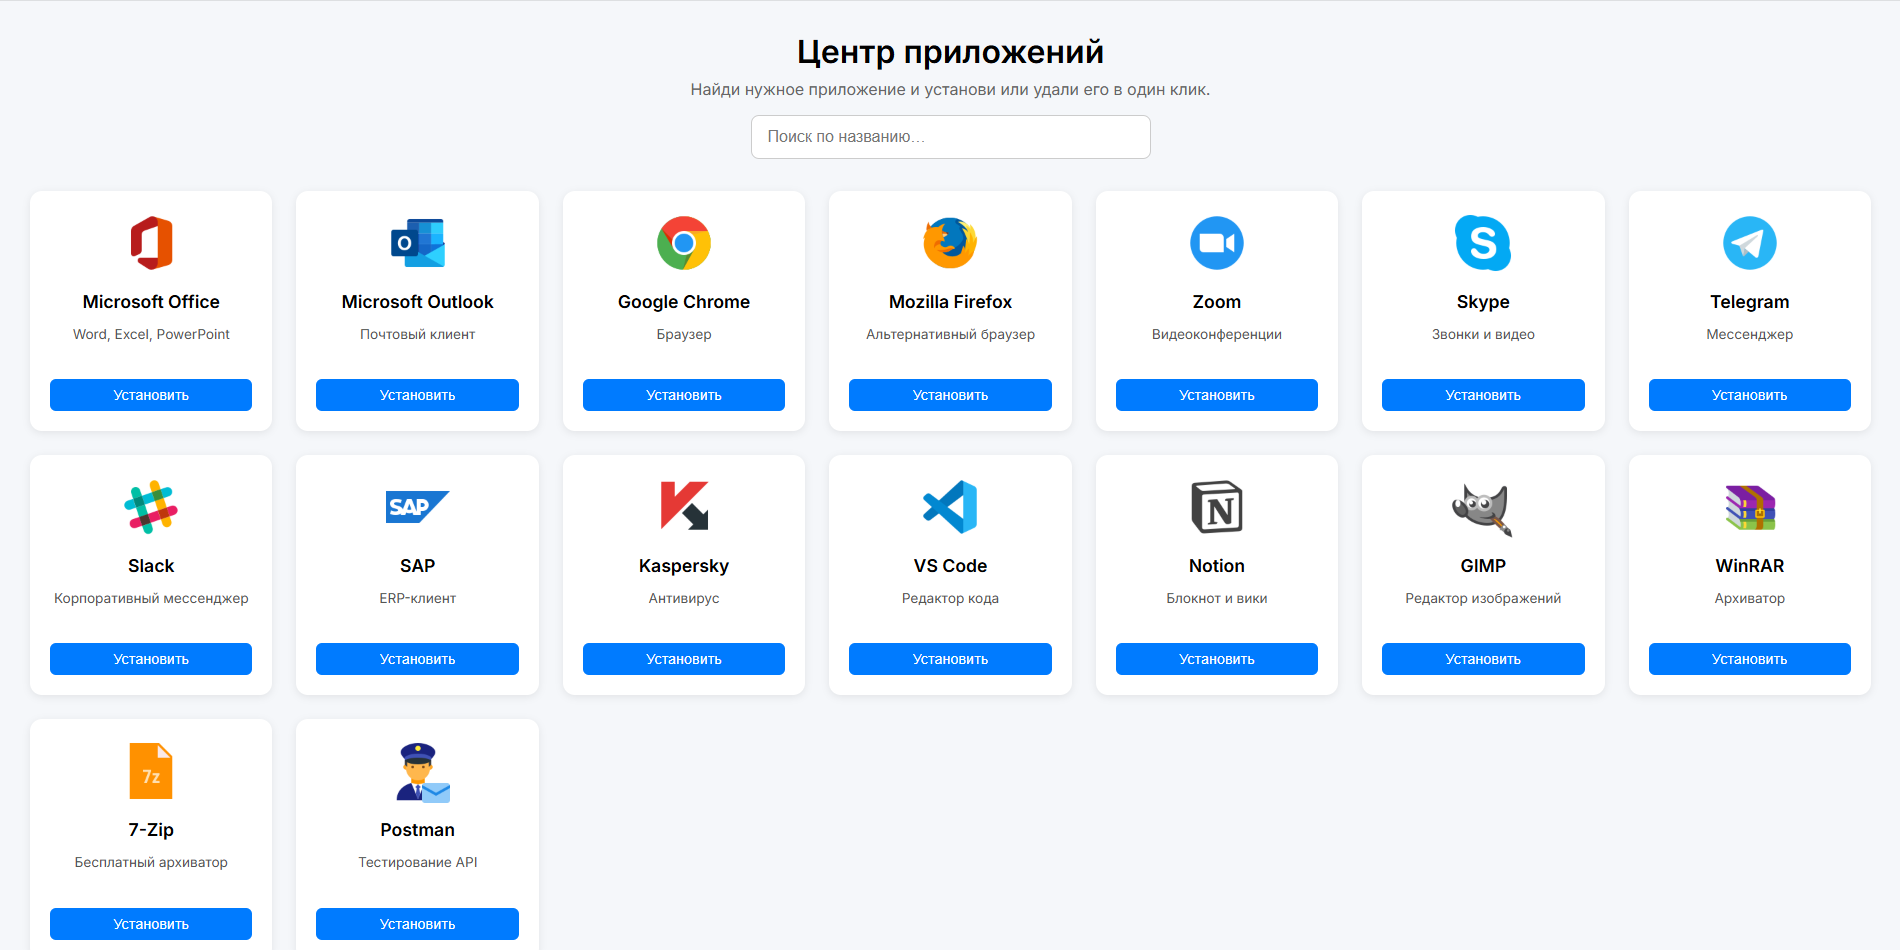 Центр приложений
Найди нужное приложение и установи или удали его в один клик.
Поиск по названию...
Microsoft Office
Word, Excel, PowerPoint
Установить
O
Microsoft Outlook
Почтовый клиент
Установить
Google Chrome
Браузер
Установить
Mozilla Firefox
Альтернативный браузер
Установить
Zoom
Видеоконференции
Установить
S
Skype
Звонки и видео
Установить
Telegram
Мессенджер
Установить
Slack
Корпоративный мессенджер
Установить
SAP
SAP
ERP-клиент
Установить
K
Kaspersky
Антивирус
Установить
VS Code
Редактор кода
Установить
N
Notion
Блокнот и вики
Установить
GIMP
Редактор изображений
Установить
WinRAR
Архиватор
Установить
7z
7-Zip
Бесплатный архиватор
Установить
Postman
Тестирование API
Установить